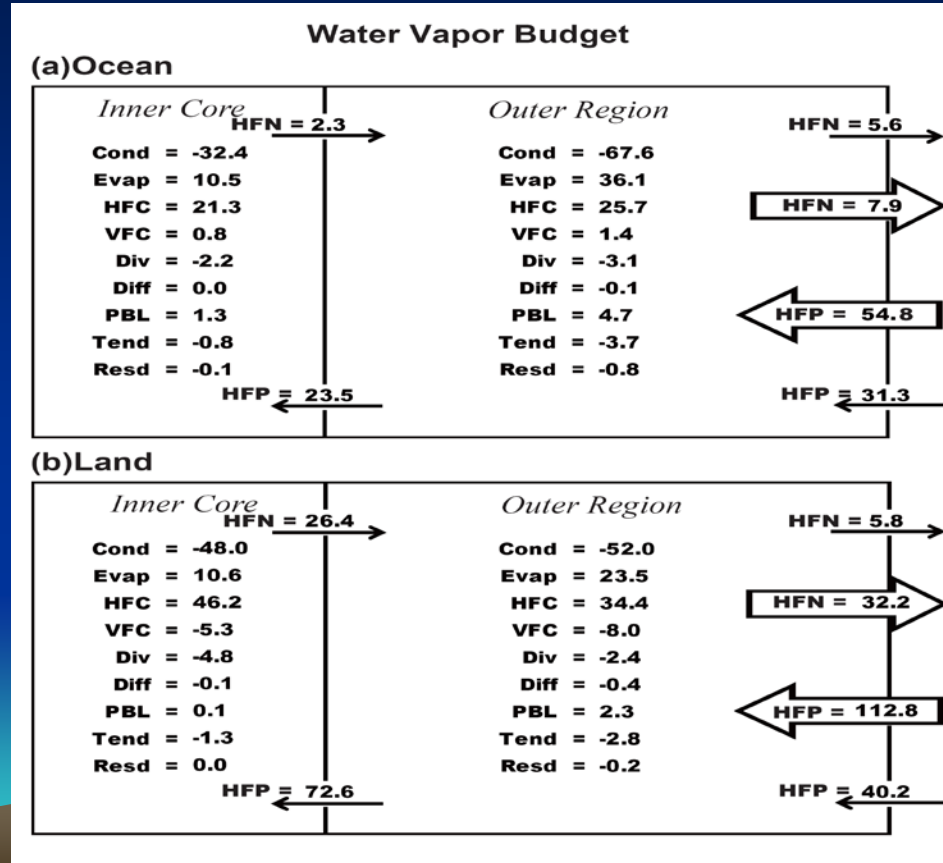 Water Vapor Budget
(a)Ocean
Inner Core
HFN = 2.3
Cond = -32.4
Evap = 10.5
HFC = 21.3
VFC = 0.8
Div = -2.2
Diff = 0.0
PBL = 1.3
Tend = -0.8
Resd = -0.1
HFP = 23.5
Outer Region
HFN = 5.6
Cond = -67.6
Evap = 36.1
HFC = 25.7
VFC = 1.4
Div = -3.1
Diff = -0.1
PBL = 4.7
Tend = -3.7
Resd = -0.8
HFN = 7.9
HFP = 54.8
HFP = 31.3
(b)Land
Inner Core
HFN = 26.4
Cond = -48.0
Evap = 10.6
HFC = 46.2
VFC = -5.3
Div = -4.8
Diff = -0.1
PBL = 0.1
Tend = -1.3
Resd = 0.0
HFP = 72.6
Outer Region
HFN = 5.8
Cond = -52.0
Evap = 23.5
HFC = 34.4
VFC = -8.0
Div = -2.4
Diff = -0.4
PBL = 2.3
Tend = -2.8
Resd = -0.2
HFN = 32.2
HFP = 112.8
HFP = 40.2